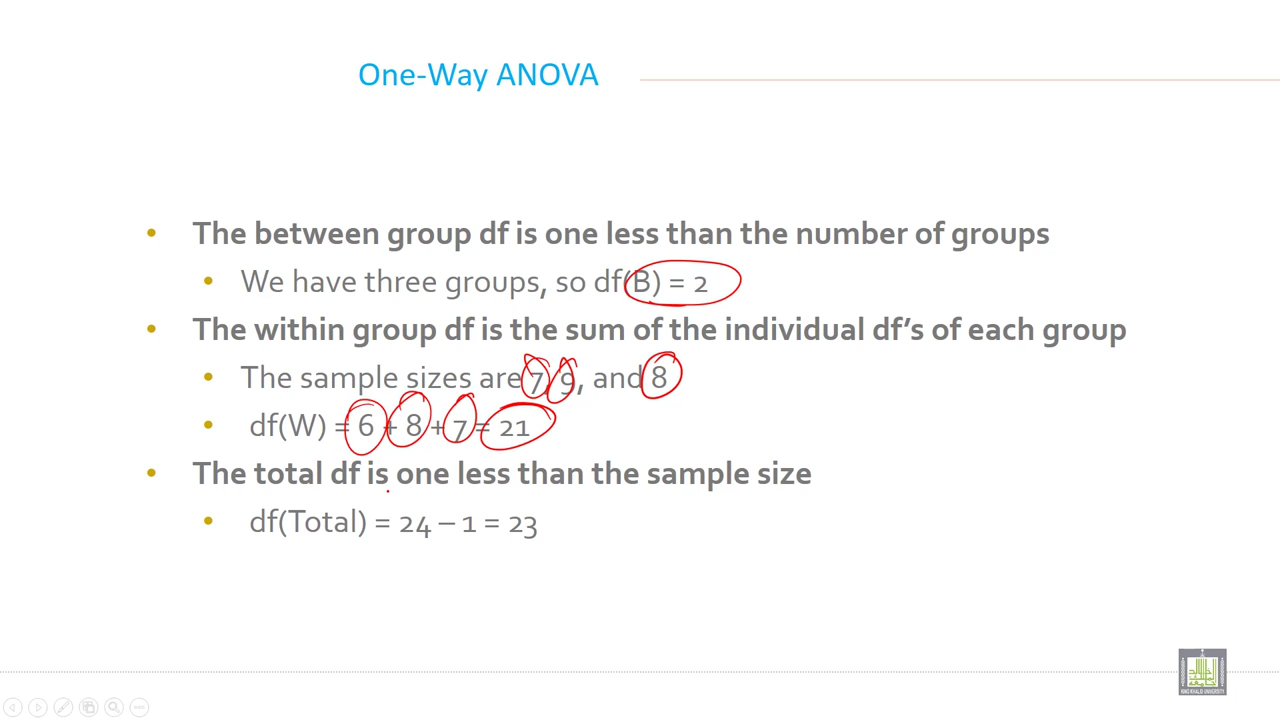 One-Way ANOVA
• The between group df is one less than the number of groups
• We have three groups, so df(B) = 2
• The within group df is the sum of the individual df's of each group
• The sample sizes are 7, 9, and 8
• df(W) = 6 + 8 + 7 = 21
• The total df is one less than the sample size
• df(Total) = 24 – 1 = 23
KING KHALID UNIVERSITY